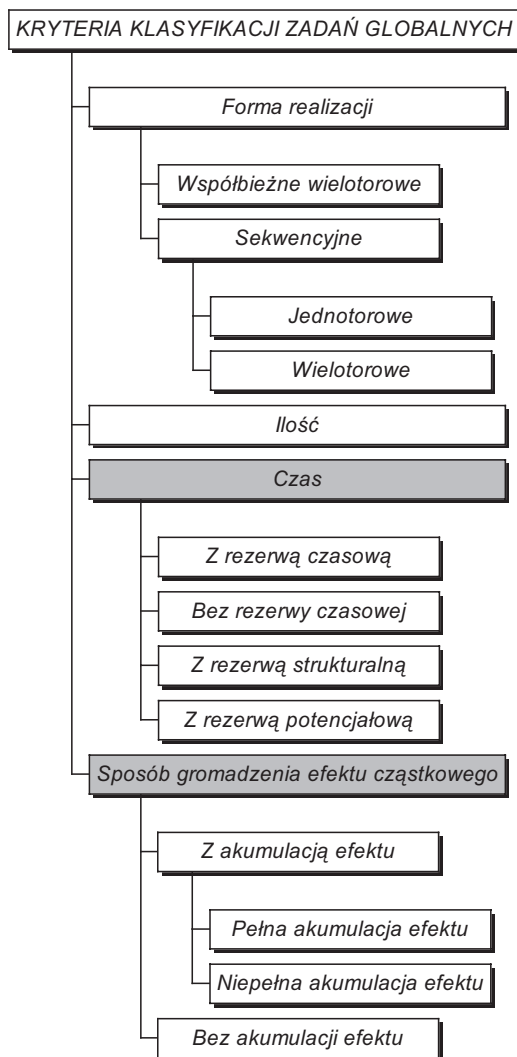 KRYTERIA KLASYFIKACJI ZADAŃ GLOBALNYCH
Forma realizacji
Współbieżne wielotorowe
Sekwencyjne
Jednotorowe
Wielotorowe
Ilość
Czas
Z rezerwą czasową
Bez rezerwy czasowej
Z rezerwą strukturalną
Z rezerwą potencjałową
Sposób gromadzenia efektu cząstkowego
Z akumulacją efektu
Pełna akumulacja efektu
Niepełna akumulacja efektu
Bez akumulacji efektu